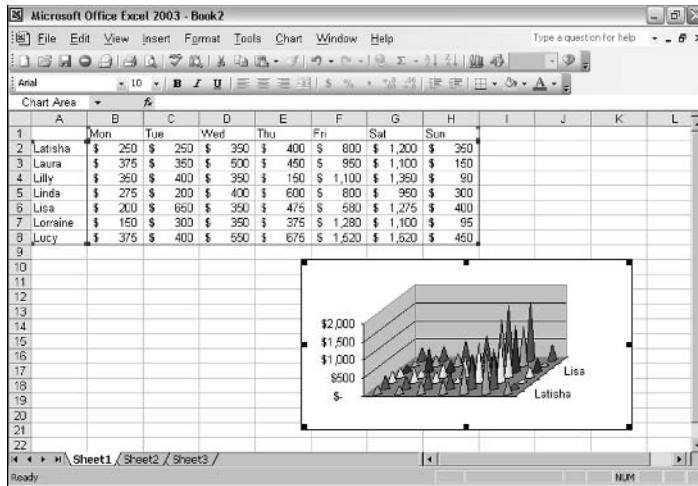 Microsoft Office Excel 2003 - Book2
File Edit View Insert Format Tools Chart Window Help Type a question for help
Arial 10 B I U $ % , A
Chart Area fx
A B C D E F G H I J K L
1 Mon Tue Wed Thu Fri Sat Sun
2 Latisha $ 250 $ 250 $ 350 $ 400 $ 800 $ 1,200 $ 350
3 Laura $ 375 $ 350 $ 500 $ 450 $ 950 $ 1,100 $ 150
4 Lilly $ 350 $ 400 $ 350 $ 150 $ 1,100 $ 1,350 $ 90
5 Linda $ 275 $ 200 $ 400 $ 600 $ 800 $ 950 $ 300
6 Lisa $ 200 $ 650 $ 350 $ 475 $ 580 $ 1,275 $ 400
7 Lorraine $ 150 $ 300 $ 350 $ 375 $ 1,280 $ 1,100 $ 95
8 Lucy $ 375 $ 400 $ 550 $ 675 $ 1,520 $ 1,620 $ 450
9
10
11
12
13 $2,000
14 $1,500
15 $1,000
16 $500 Lisa
17 $- Latisha
18
19
20
21
22
Sheet1 Sheet2 Sheet3
Ready NUM